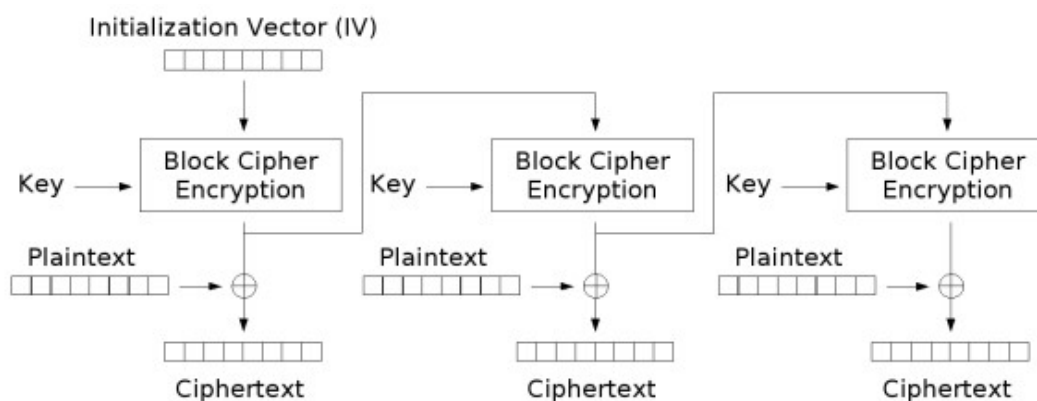 Initialization Vector (IV)
Block Cipher
Encryption
Block Cipher
Encryption
Block Cipher
Encryption
Key
Key
Key
Plaintext
Plaintext
Plaintext
Ciphertext
Ciphertext
Ciphertext